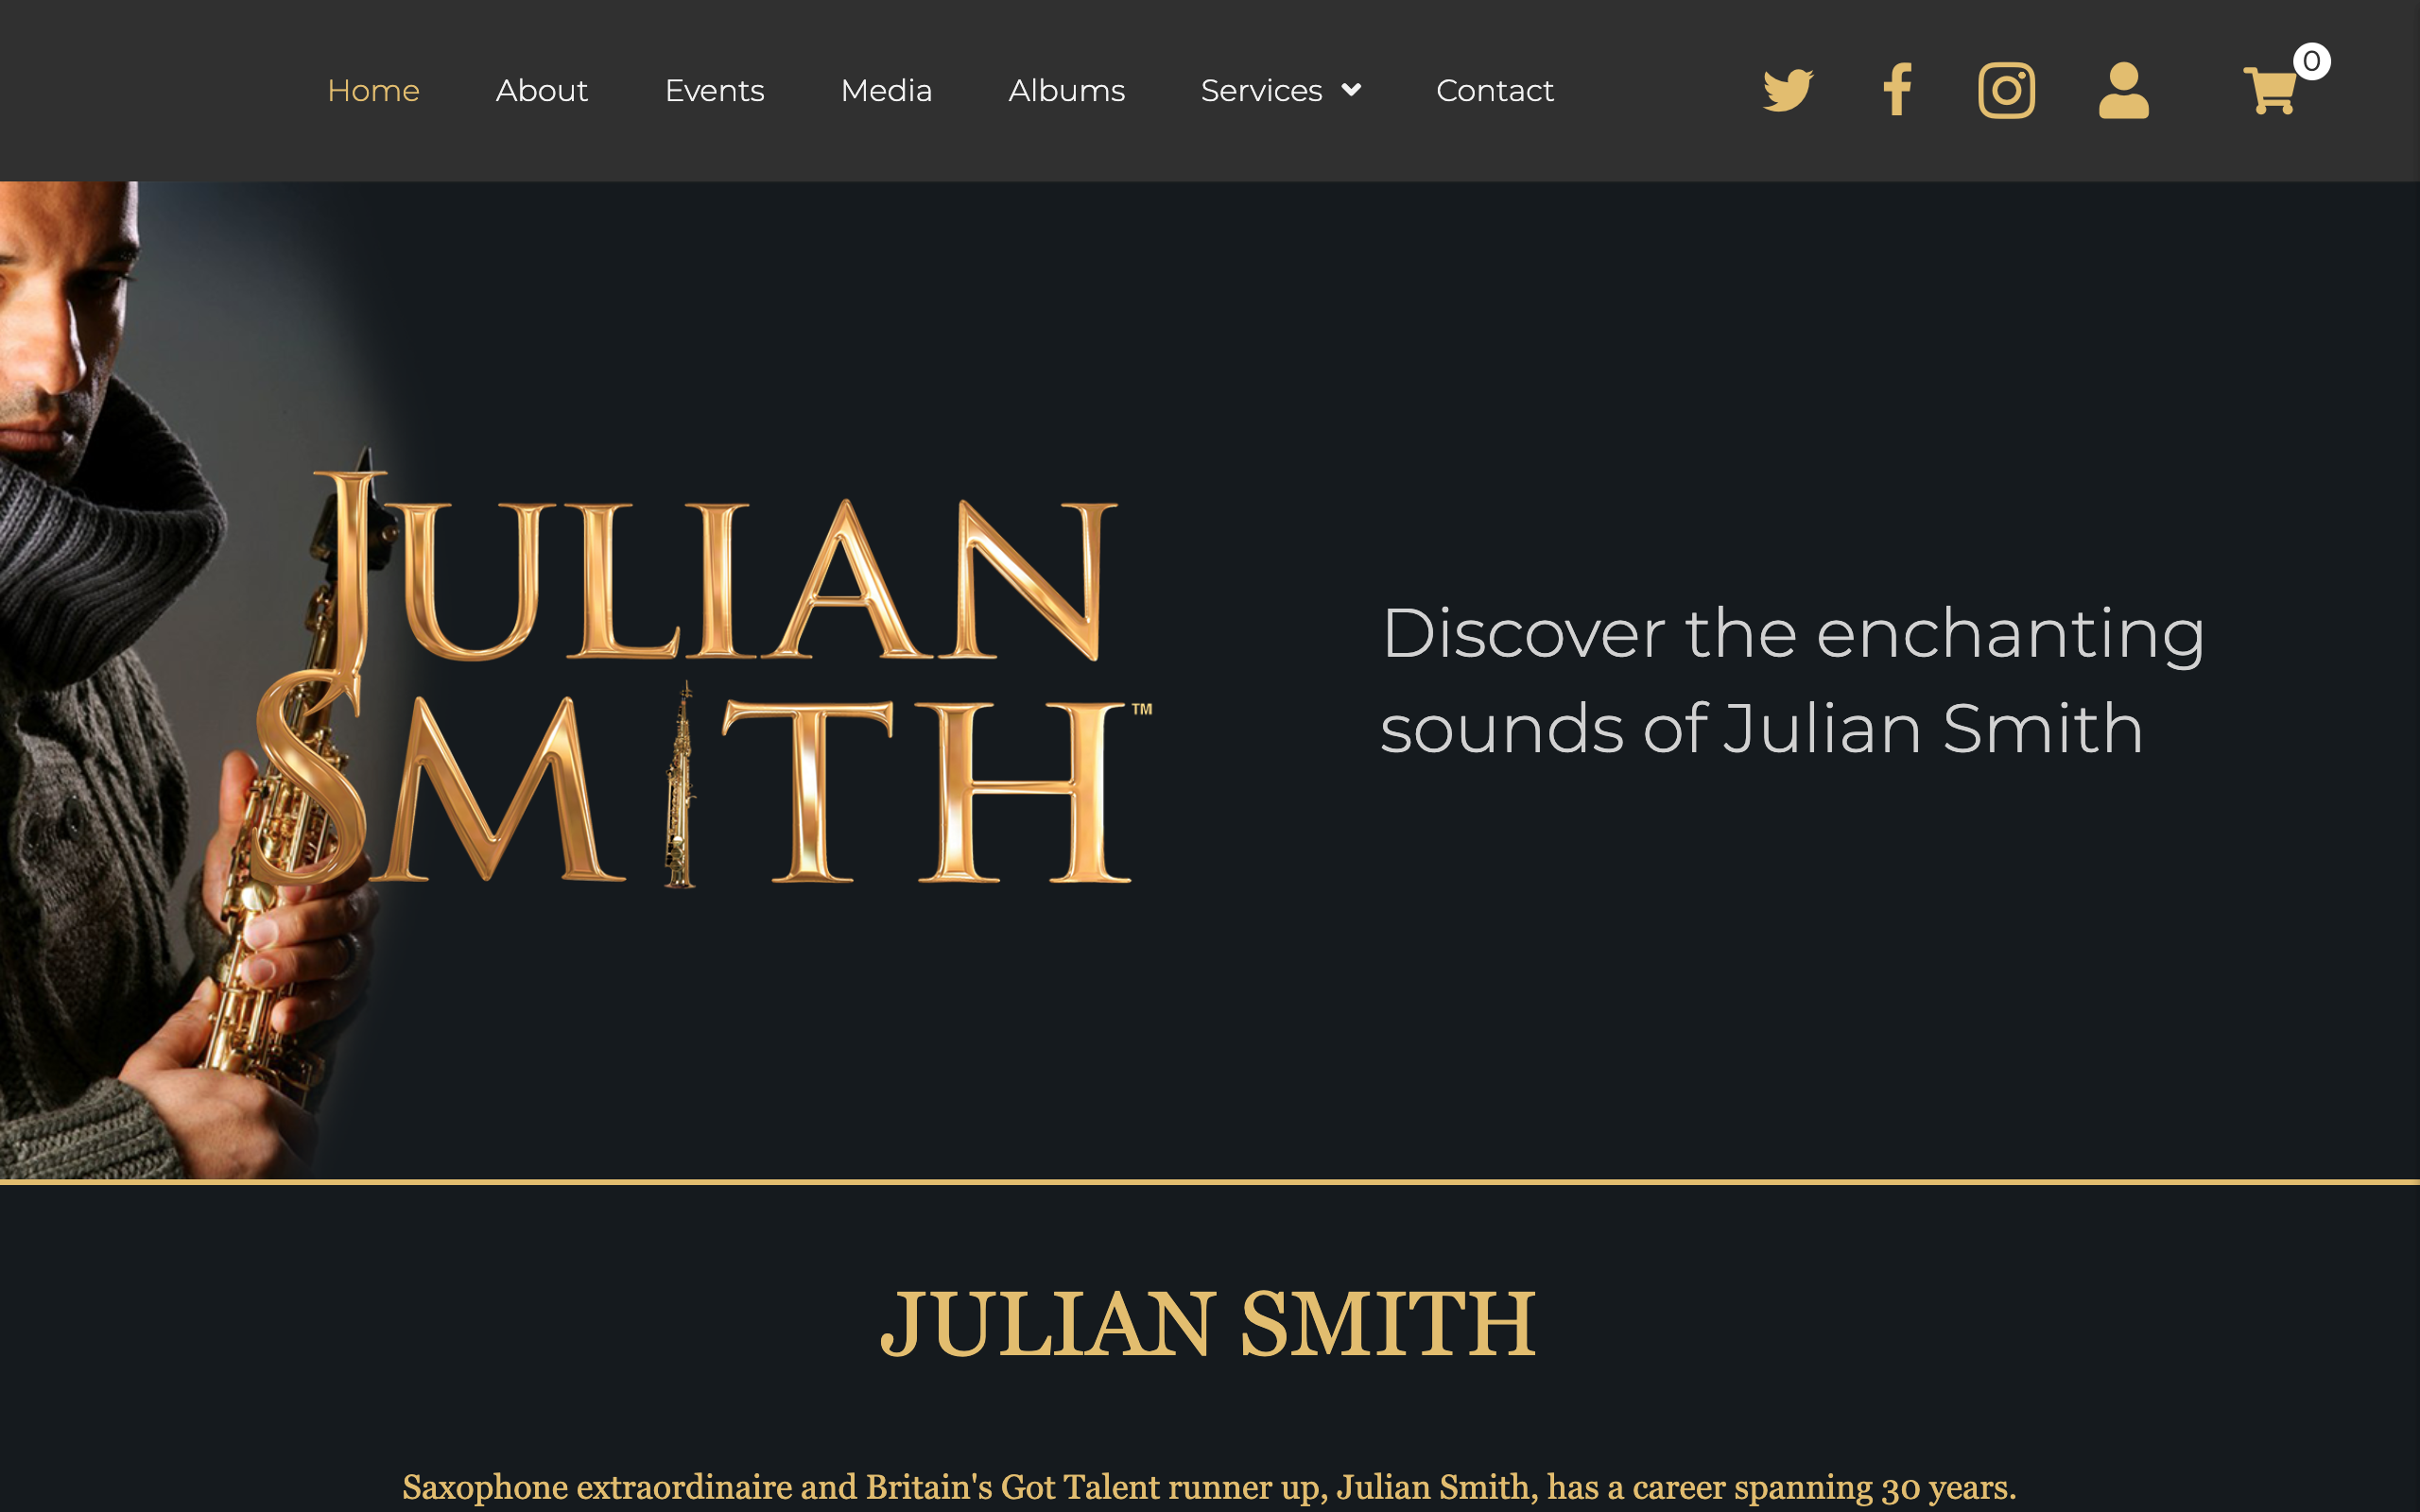 Home About Events Media Albums Services Contact
0
JULIAN
SMITH™
Discover the enchanting
sounds of Julian Smith
JULIAN SMITH
Saxophone extraordinaire and Britain's Got Talent runner up, Julian Smith, has a career spanning 30 years.